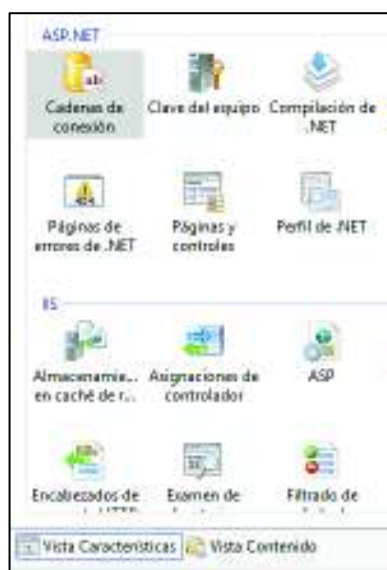 ASP.NET
Cadenas de conexión
Clave del equipo
Compilación de .NET
Páginas de errores de .NET
Páginas y controles
Perfil de .NET
IIS
Almacenamie... en caché de r...
Asignaciones de controlador
ASP
Encabezados de
Examen de
Filtrado de
Vista Características
Vista Contenido